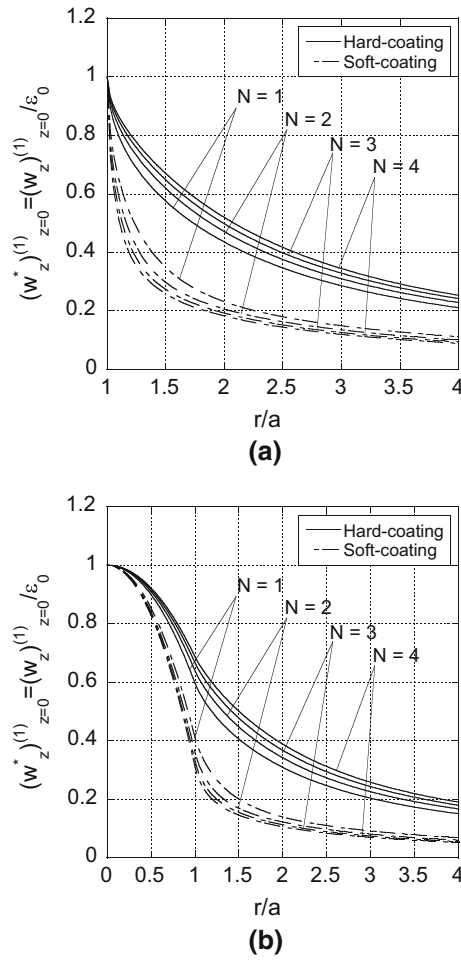 1.2
1
0.8
0.6
0.4
0.2
0
(w*z)(1)z=0=(wz)(1)z=0/ε0
Hard-coating
Soft-coating
N = 1
N = 2
N = 3
N = 4
1 1.5 2 2.5 3 3.5 4
r/a
(a)
1.2
1
0.8
0.6
0.4
0.2
0
(w*z)(1)z=0=(wz)(1)z=0/ε0
Hard-coating
Soft-coating
N = 1
N = 2
N = 3
N = 4
0 0.5 1 1.5 2 2.5 3 3.5 4
r/a
(b)